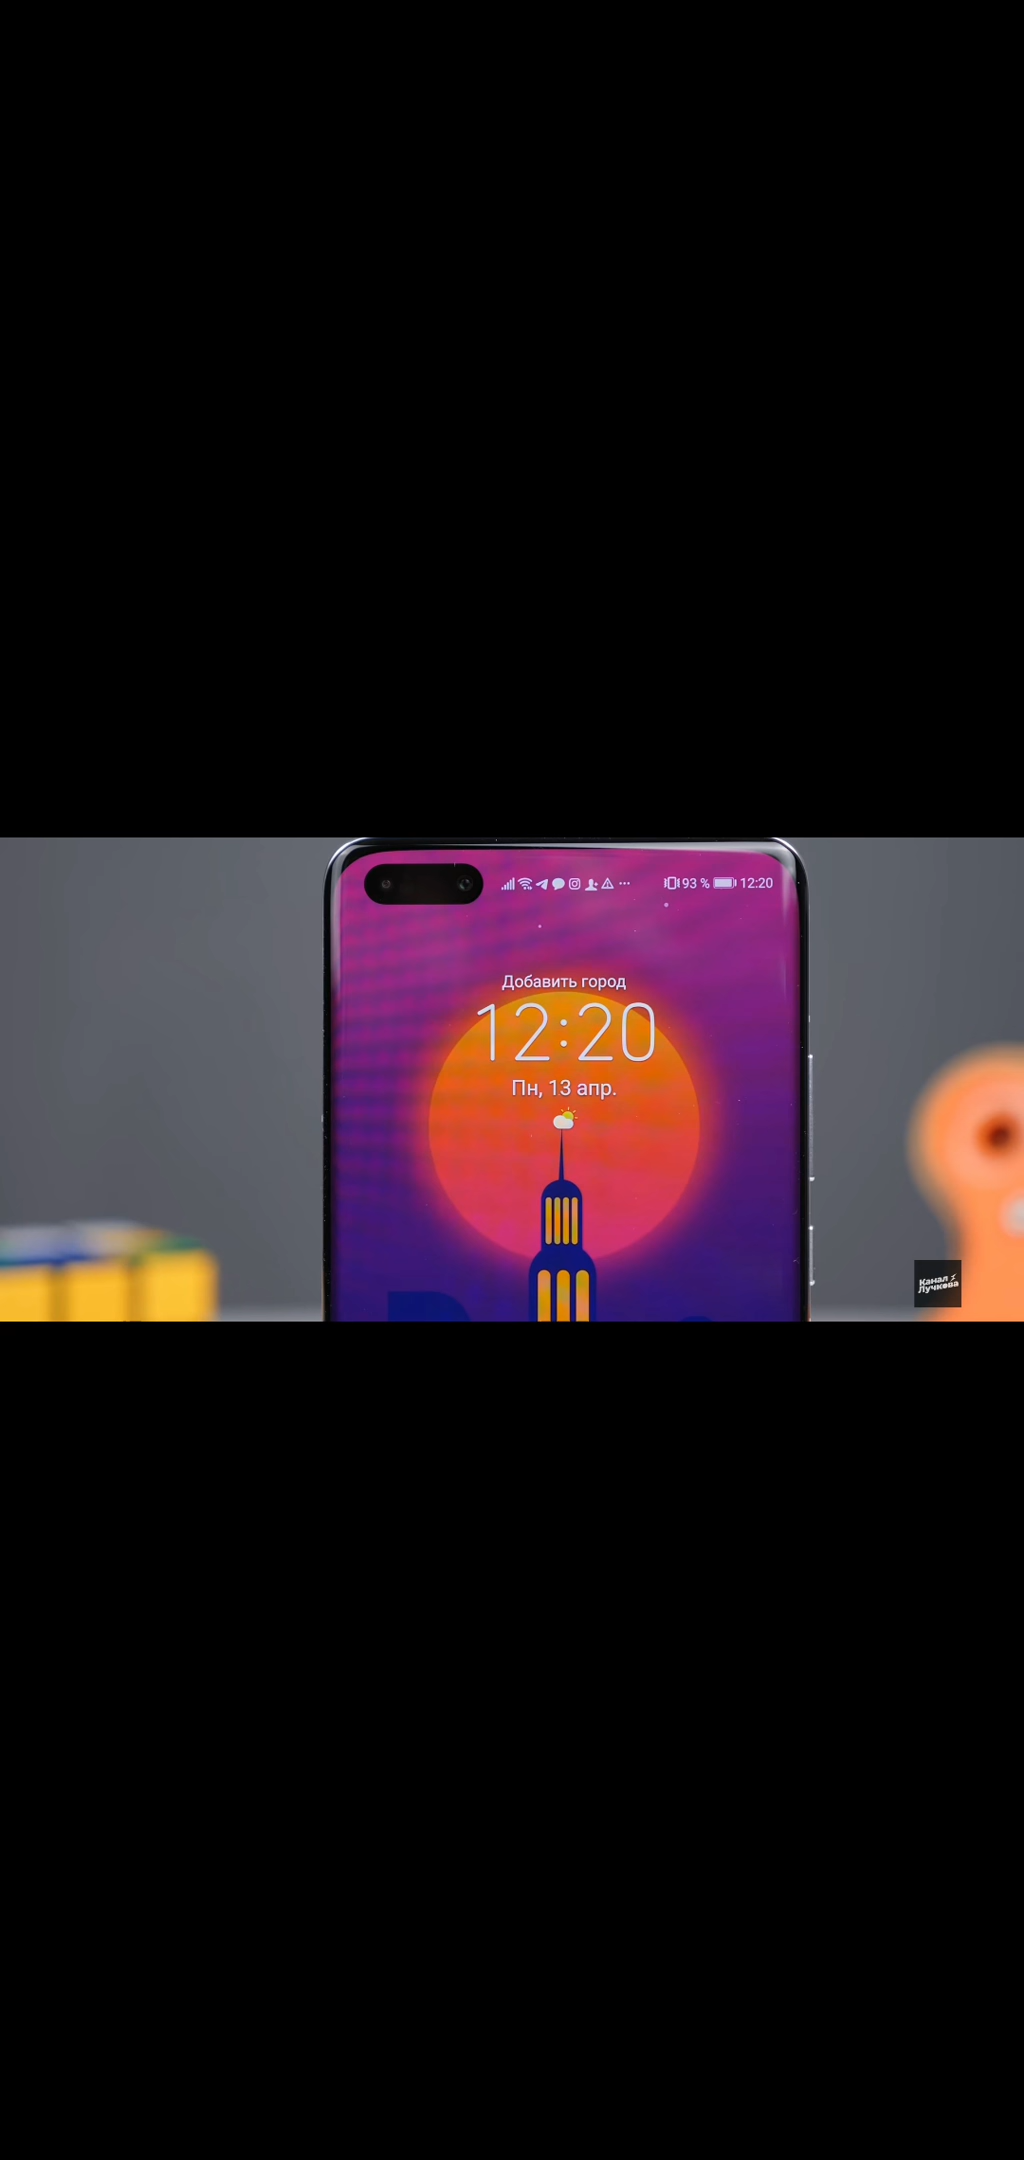 93 % 12:20
Добавить город
12:20
Пн, 13 апр.
Канал
Лучкова